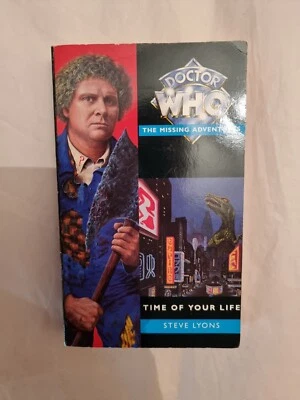 DOCTOR
WHO
THE MISSING ADVENTURES
TIME OF YOUR LIFE
STEVE LYONS